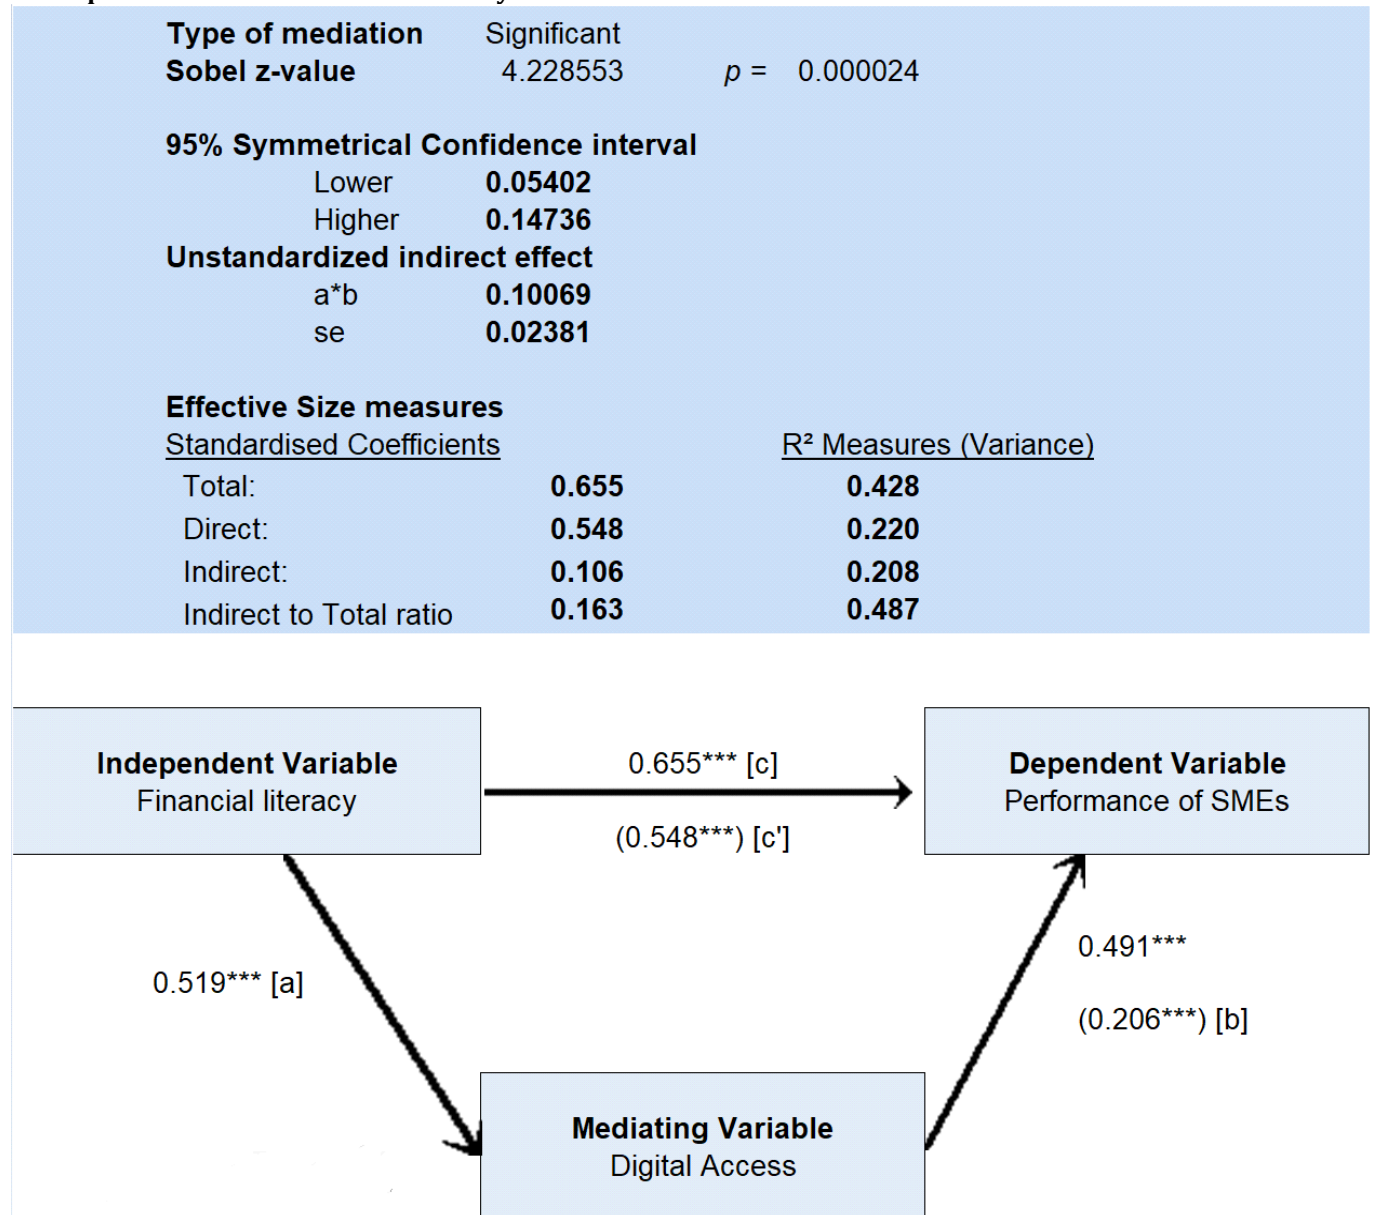 Type of mediation Significant
Sobel z-value 4.228553 p = 0.000024
95% Symmetrical Confidence interval
Lower 0.05402
Higher 0.14736
Unstandardized indirect effect
a*b 0.10069
se 0.02381
Effective Size measures
Standardised Coefficients R² Measures (Variance)
Total: 0.655 0.428
Direct: 0.548 0.220
Indirect: 0.106 0.208
Indirect to Total ratio 0.163 0.487
Independent Variable
Financial literacy
0.655*** [c]
(0.548***) [c']
Dependent Variable
Performance of SMEs
0.519*** [a]
0.491***
(0.206***) [b]
Mediating Variable
Digital Access